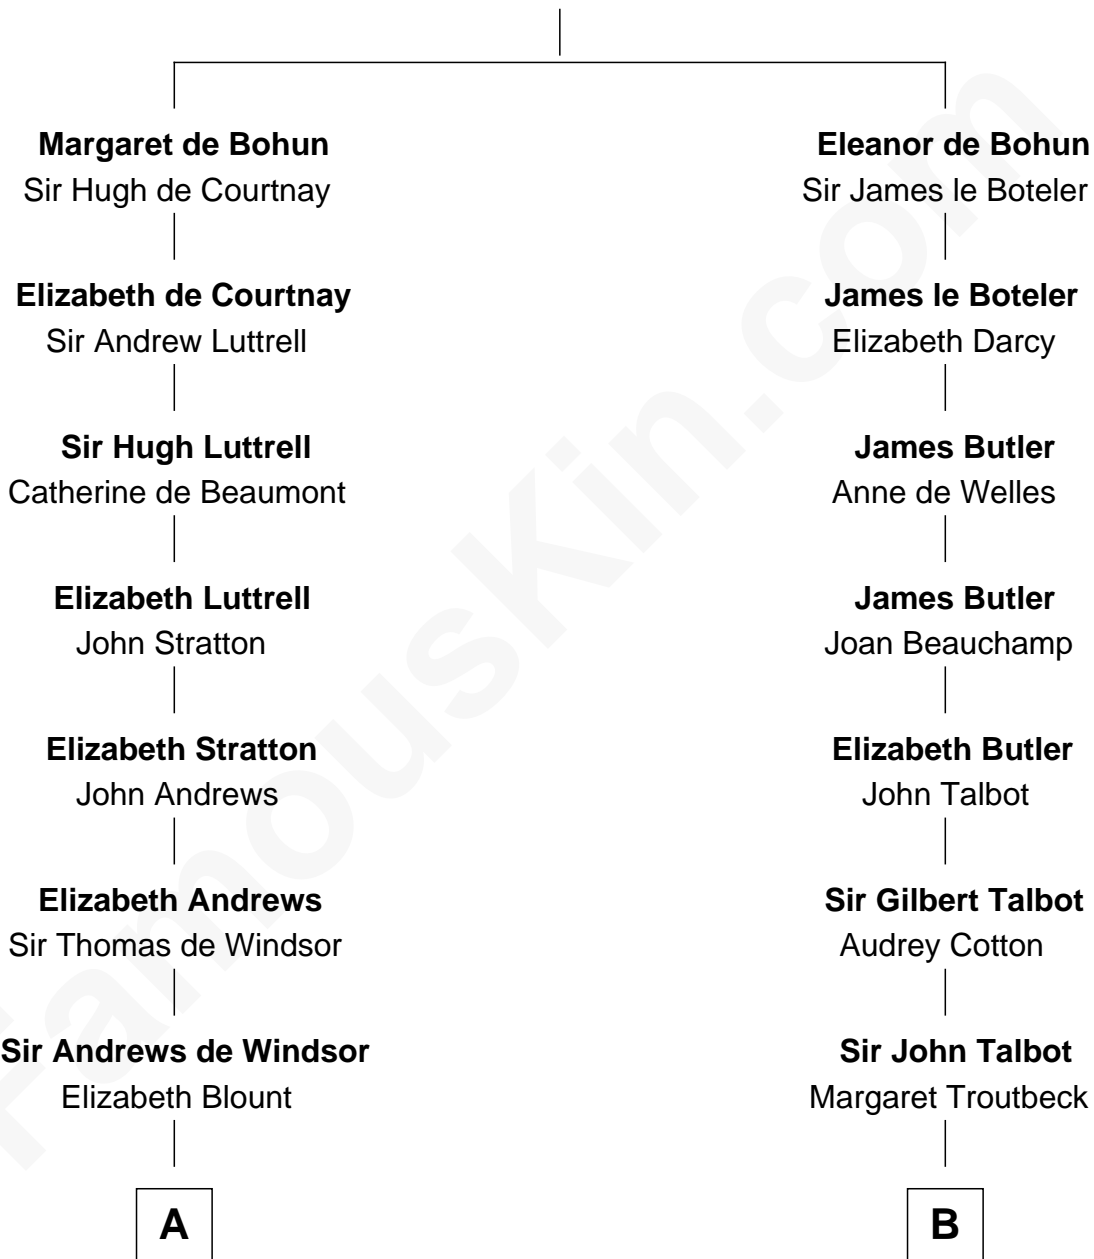 Margaret de Bohun
Sir Hugh de Courtnay
Elizabeth de Courtnay
Sir Andrew Luttrell
Sir Hugh Luttrell
Catherine de Beaumont
Elizabeth Luttrell
John Stratton
Elizabeth Stratton
John Andrews
Elizabeth Andrews
Sir Thomas de Windsor
Sir Andrews de Windsor
Elizabeth Blount
A
Eleanor de Bohun
Sir James le Boteler
James le Boteler
Elizabeth Darcy
James Butler
Anne de Welles
James Butler
Joan Beauchamp
Elizabeth Butler
John Talbot
Sir Gilbert Talbot
Audrey Cotton
Sir John Talbot
Margaret Troutbeck
B
FamousKin.com